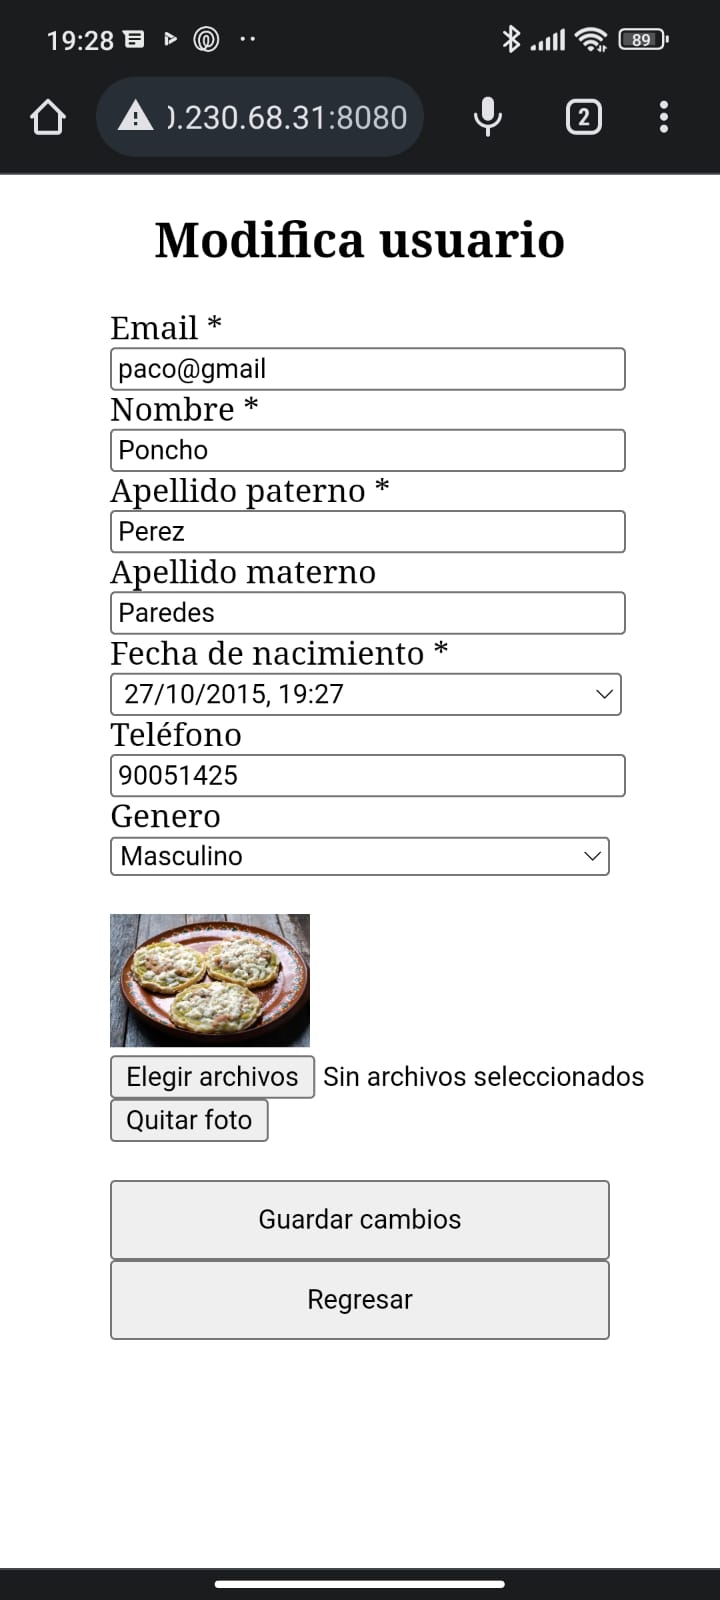 19:28
89
).230.68.31:8080
2
Modifica usuario
Email *
paco@gmail
Nombre *
Poncho
Apellido paterno *
Perez
Apellido materno
Paredes
Fecha de nacimiento *
27/10/2015, 19:27
Teléfono
90051425
Genero
Masculino
Elegir archivos Sin archivos seleccionados
Quitar foto
Guardar cambios
Regresar